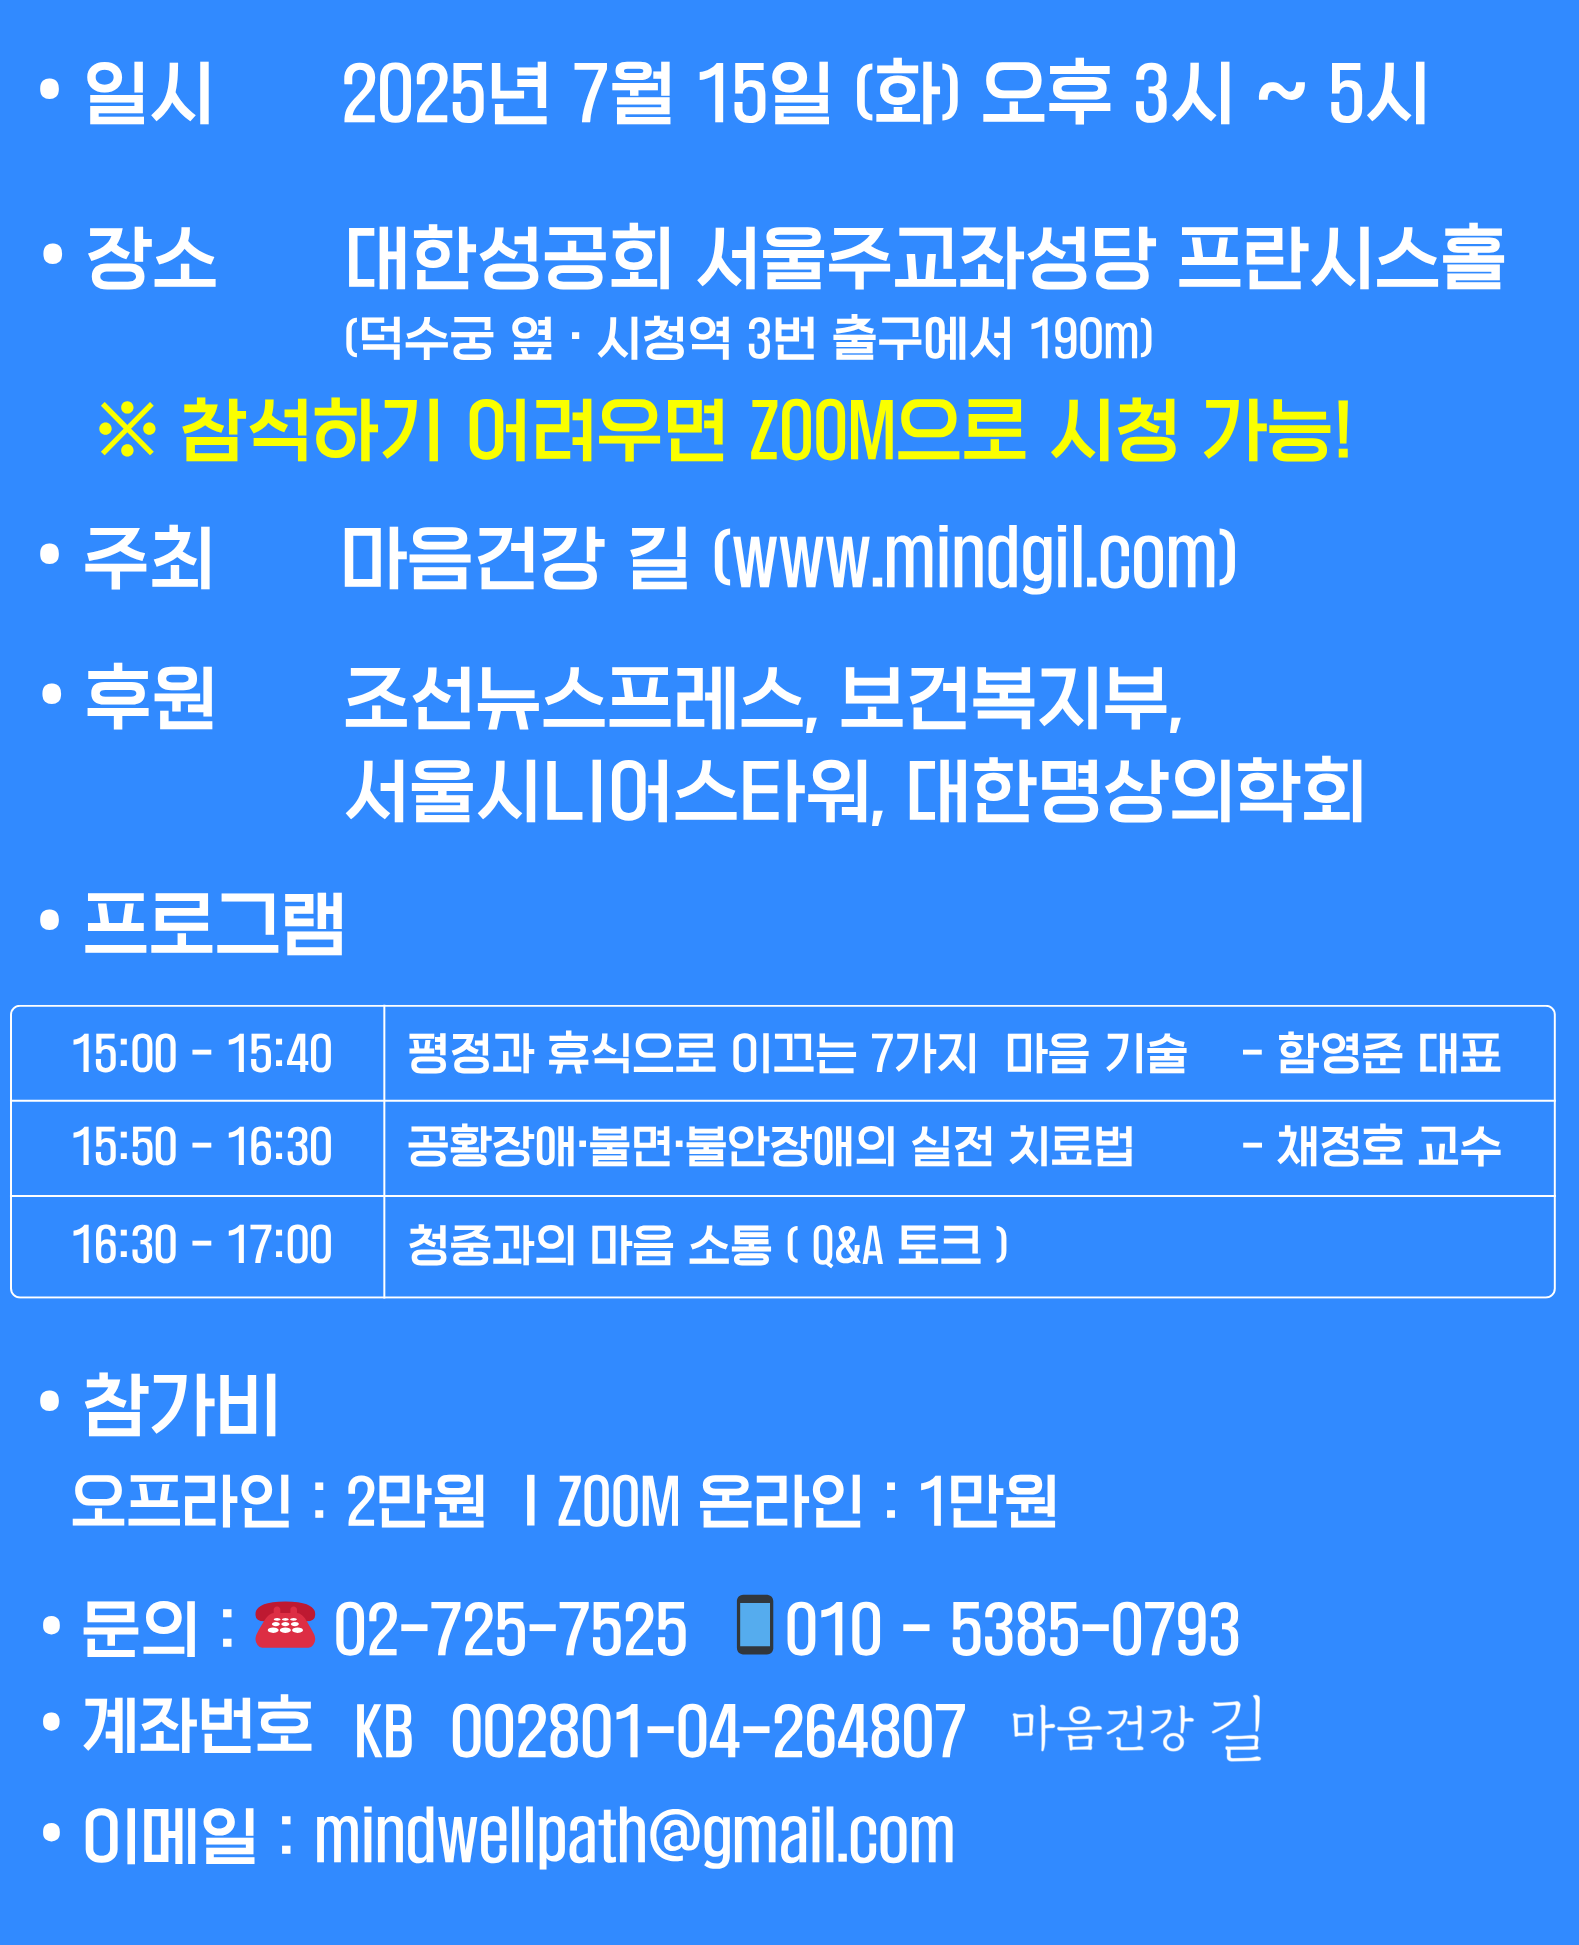 • 일시 2025년 7월 15일 (화) 오후 3시 ~ 5시
• 장소 대한성공회 서울주교좌성당 프란시스홀
(덕수궁 옆 · 시청역 3번 출구에서 190m)
※ 참석하기 어려우면 ZOOM으로 시청 가능!
• 주최 마음건강 길 (www.mindgil.com)
• 후원 조선뉴스프레스, 보건복지부,
서울시니어스타워, 대한명상의학회
• 프로그램
15:00 - 15:40 평정과 휴식으로 이끄는 7가지 마음 기술 - 함영준 대표
15:50 - 16:30 공황장애·불면·불안장애의 실전 치료법 - 채정호 교수
16:30 - 17:00 청중과의 마음 소통 ( Q&A 토크 )
• 참가비
오프라인 : 2만원 | ZOOM 온라인 : 1만원
• 문의 : ☎ 02-725-7525 📱 010 - 5385-0793
• 계좌번호 KB 002801-04-264807 마음건강 길
• 이메일 : mindwellpath@gmail.com